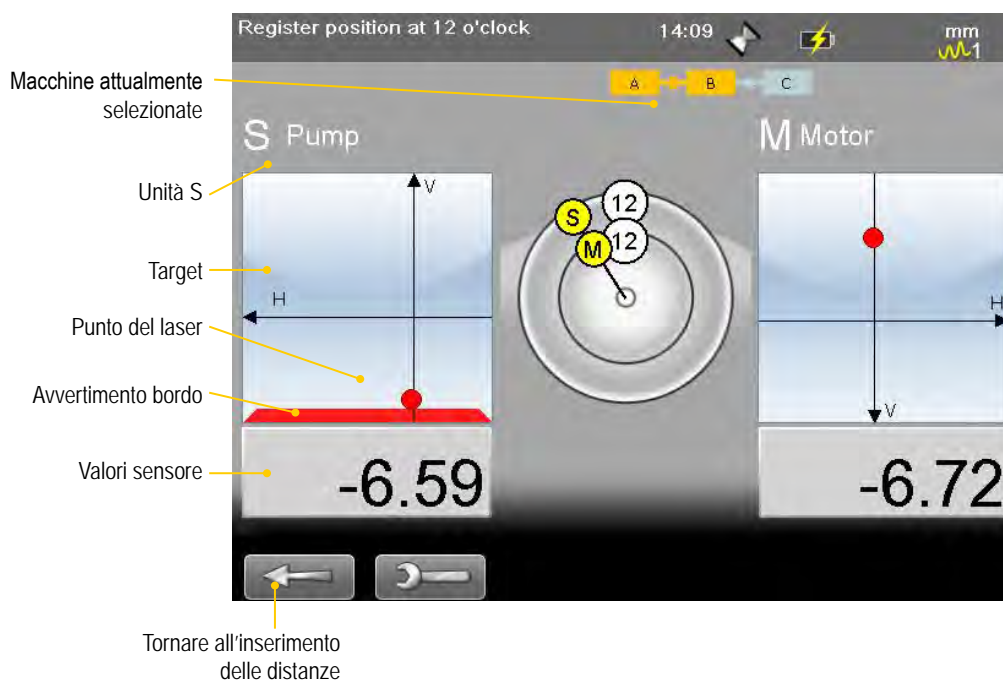 Register position at 12 o'clock
14:09
mm
1
Macchine attualmente
selezionate
A
B
C
S Pump
M Motor
Unità S
V
S
12
M
12
Target
H
H
Punto del laser
Avvertimento bordo
V
Valori sensore
-6.59
-6.72
Tornare all'inserimento
delle distanze